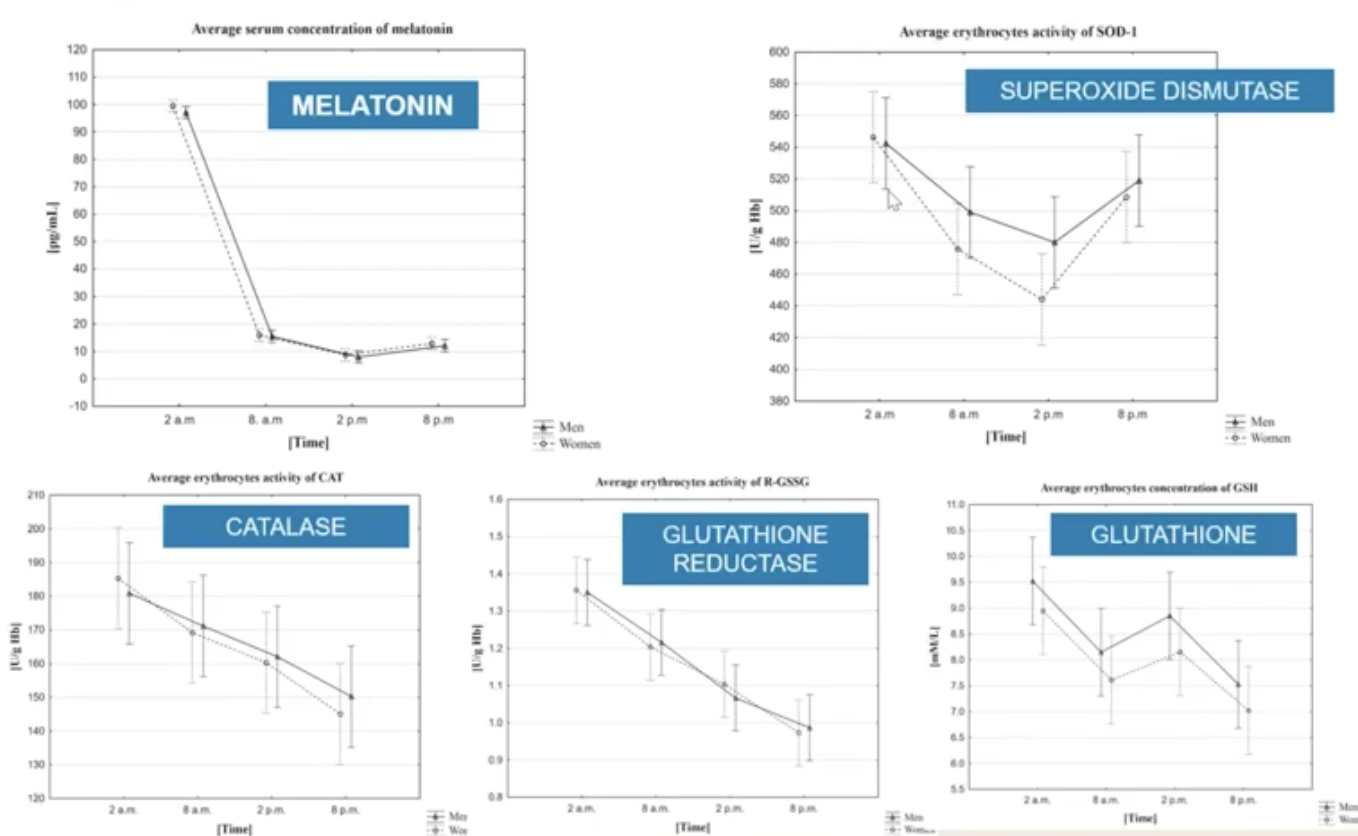 Average serum concentration of melatonin
MELATONIN
120
110
100
90
80
70
60
50
40
30
20
10
0
-10
[pg/mL]
2 a.m
8. a.m
2 p.m
8 p.m
[Time]
Men
Women
Average erythrocytes activity of SOD-1
SUPEROXIDE DISMUTASE
600
580
560
540
520
500
480
460
440
420
400
380
[U/g Hb]
2 a.m
2 p.m
8 p.m
[Time]
Men
Women
Average erythrocytes activity of CAT
CATALASE
210
200
190
180
170
160
150
140
130
120
[U/g Hb]
2 a.m.
8 a.m.
2 p.m.
8 p.m.
[Time]
Average erythrocytes activity of R-GSSG
GLUTATHIONE
REDUCTASE
1.6
1.5
1.4
1.3
1.2
1.1
1.0
0.9
0.8
[U/g Hb]
2 a.m.
8 a.m.
2 p.m.
8 p.m.
[Time]
Men
Women
Average erythrocytes concentration of GSH
GLUTATHIONE
11.0
10.5
10.0
9.5
9.0
8.5
8.0
7.5
7.0
6.5
6.0
5.5
[mM/L]
2 a.m.
8 a.m.
2 p.m.
8 p.m.
[Time]
Men